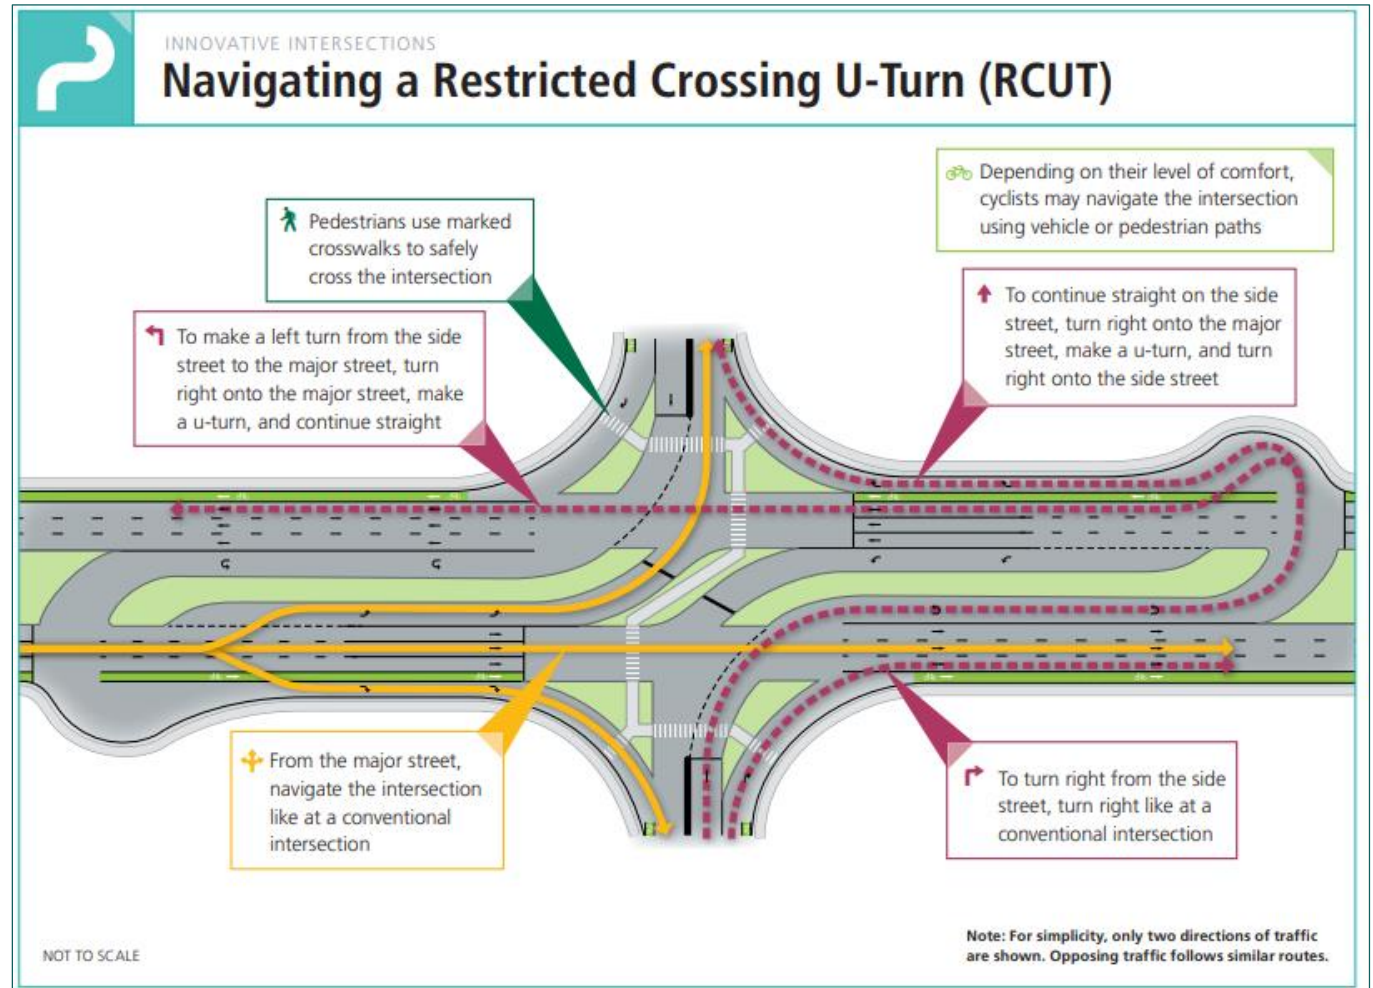 INNOVATIVE INTERSECTIONS
Navigating a Restricted Crossing U-Turn (RCUT)
Depending on their level of comfort,
cyclists may navigate the intersection
using vehicle or pedestrian paths
Pedestrians use marked
crosswalks to safely
cross the intersection
To continue straight on the side
street, turn right onto the major
street, make a u-turn, and turn
right onto the side street
To make a left turn from the side
street to the major street, turn
right onto the major street, make
a u-turn, and continue straight
From the major street,
navigate the intersection
like at a conventional
intersection
To turn right from the side
street, turn right like at a
conventional intersection
NOT TO SCALE
Note: For simplicity, only two directions of traffic
are shown. Opposing traffic follows similar routes.